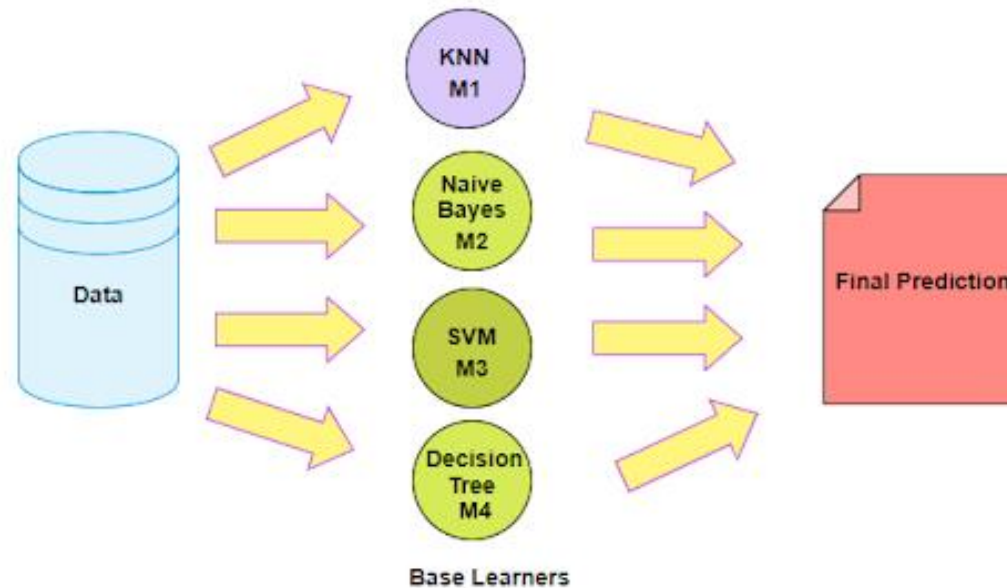 KNN
M1
Naive
Bayes
M2
Data
SVM
M3
Final Prediction
Decision
Tree
M4
Base Learners